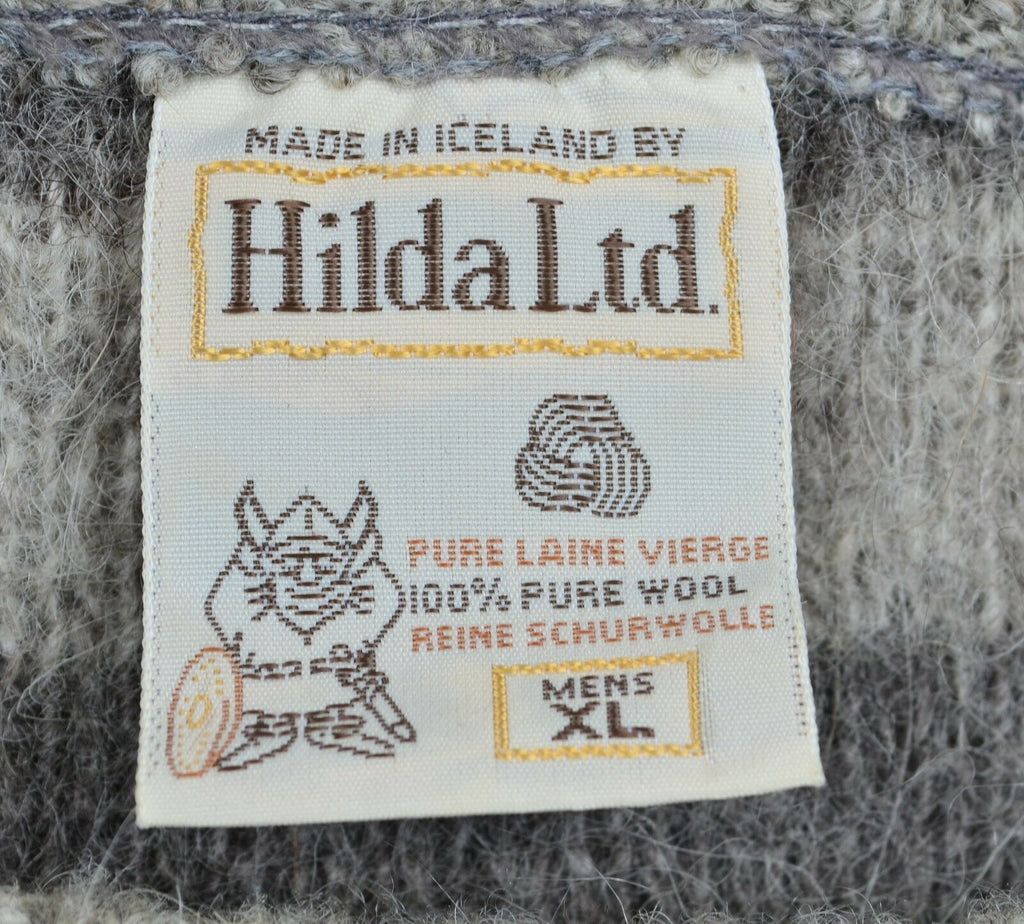 MADE IN ICELAND BY
Hilda Ltd.
PURE LAINE VIERGE
100% PURE WOOL
REINE SCHURWOLLE
MENS
XL